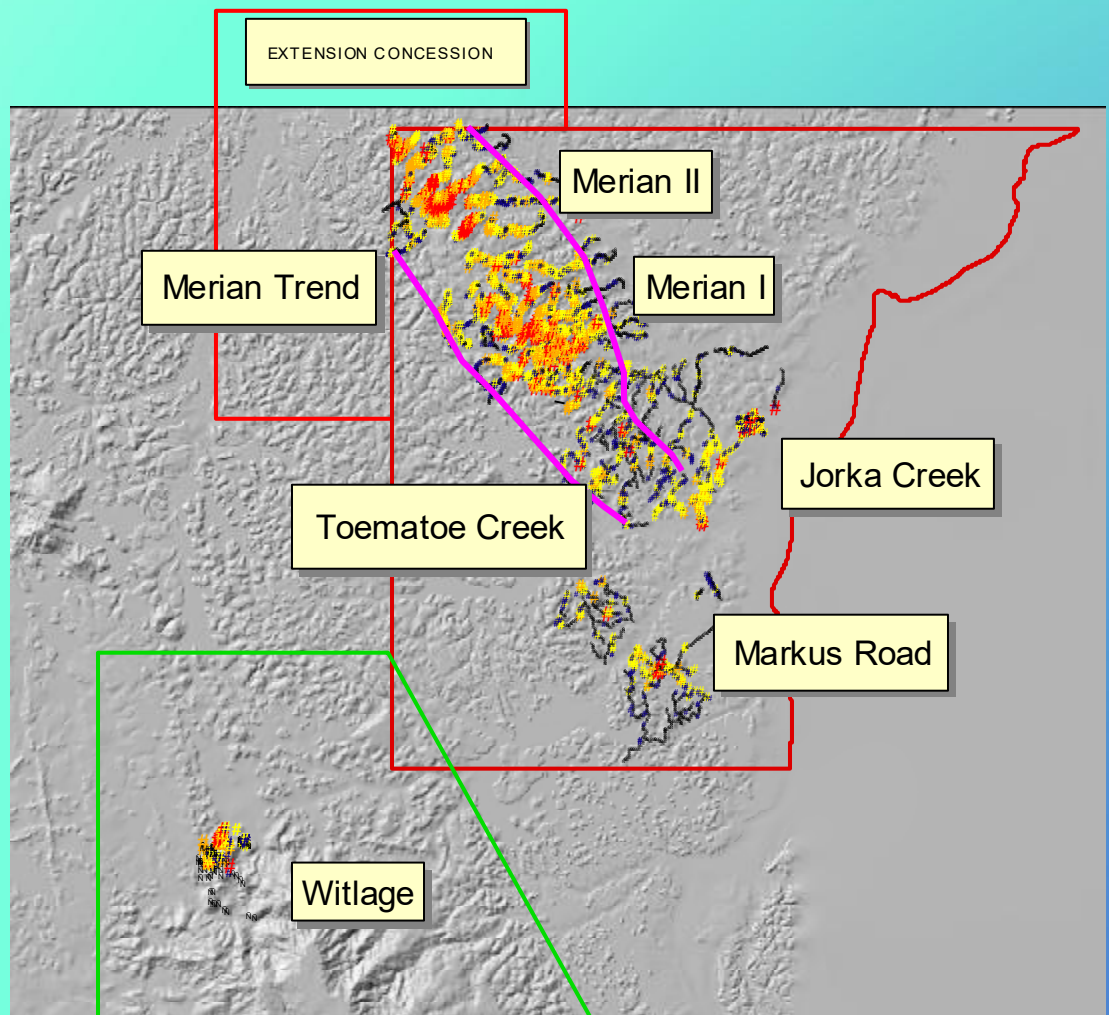 EXTENSION CONCESSION
Merian II
Merian Trend
Merian I
Jorka Creek
Toematoe Creek
Markus Road
Witlage